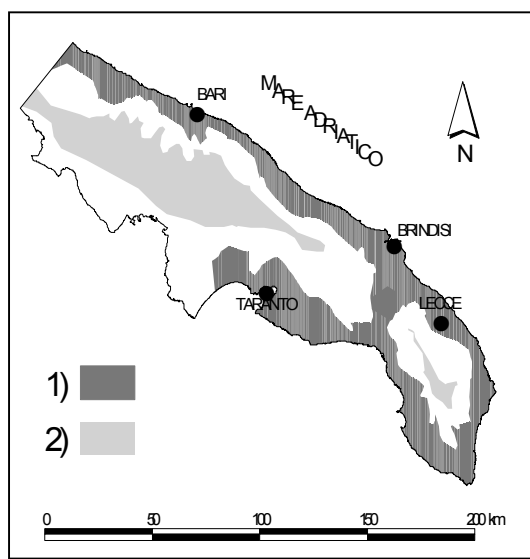 BARI
MARE ADRIATICO
N
BRINDISI
TARANTO
LECCE
1)
2)
0 50 100 150 200 km